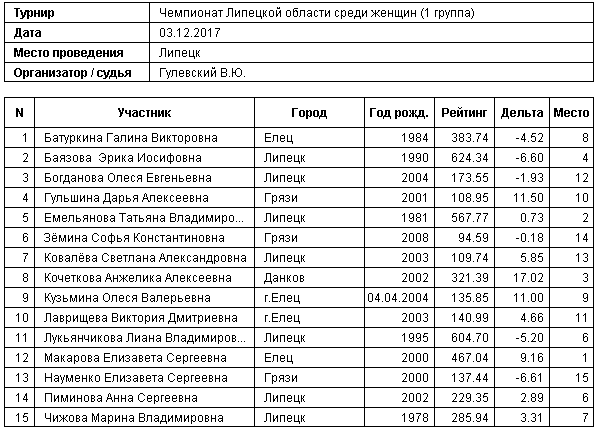 Турнир Чемпионат Липецкой области среди женщин (1 группа)
Дата 03.12.2017
Место проведения Липецк
Организатор / судья Гулевский В.Ю.
N Участник Город Год рожд. Рейтинг Дельта Место
1 Батуркина Галина Викторовна Елец 1984 383.74 -4.52 8
2 Баязова Эрика Иосифовна Липецк 1990 624.34 -6.60 4
3 Богданова Олеся Евгеньевна Липецк 2004 173.55 -1.93 12
4 Гульшина Дарья Алексеевна Грязи 2001 108.95 11.50 10
5 Емельянова Татьяна Владимиро... Липецк 1981 567.77 0.73 2
6 Зёмина Софья Константиновна Грязи 2008 94.59 -0.18 14
7 Ковалёва Светлана Александровна Липецк 2003 109.74 5.85 13
8 Кочеткова Анжелика Алексеевна Данков 2002 321.39 17.02 3
9 Кузьмина Олеся Валерьевна г.Елец 04.04.2004 135.85 11.00 9
10 Лаврищева Виктория Дмитриевна г.Елец 2003 140.99 4.66 11
11 Лукьянчикова Лиана Владимиров... Липецк 1995 604.70 -5.20 6
12 Макарова Елизавета Сергеевна Елец 2000 467.04 9.16 1
13 Науменко Елизавета Сергеевна Грязи 2000 137.44 -6.61 15
14 Пиминова Анна Сергеевна Липецк 2002 229.35 2.89 6
15 Чижова Марина Владимировна Липецк 1978 285.94 3.31 7